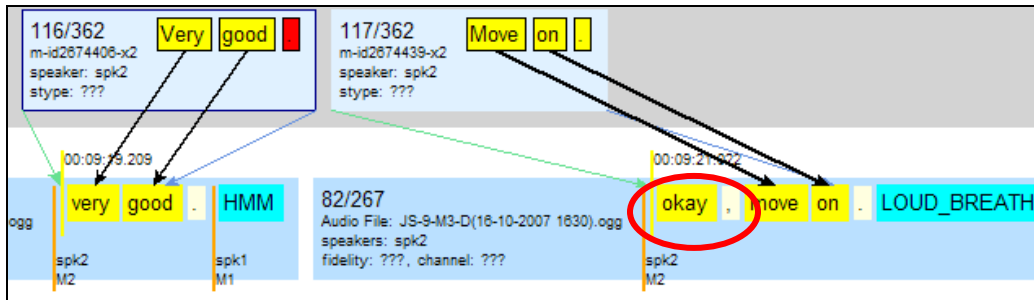 116/362 Very good .
m-id2674406-x2
speaker: spk2
stype: ???
117/362 Move on .
m-id2674439-x2
speaker: spk2
stype: ???
00:09:19.209
00:09:21.922
very good . HMM
ogg
spk2 spk1
M2 M1
82/267
Audio File: JS-9-M3-D(16-10-2007 1630).ogg
speakers: spk2
fidelity: ???, channel: ???
okay , move on . LOUD_BREATH
spk2
M2